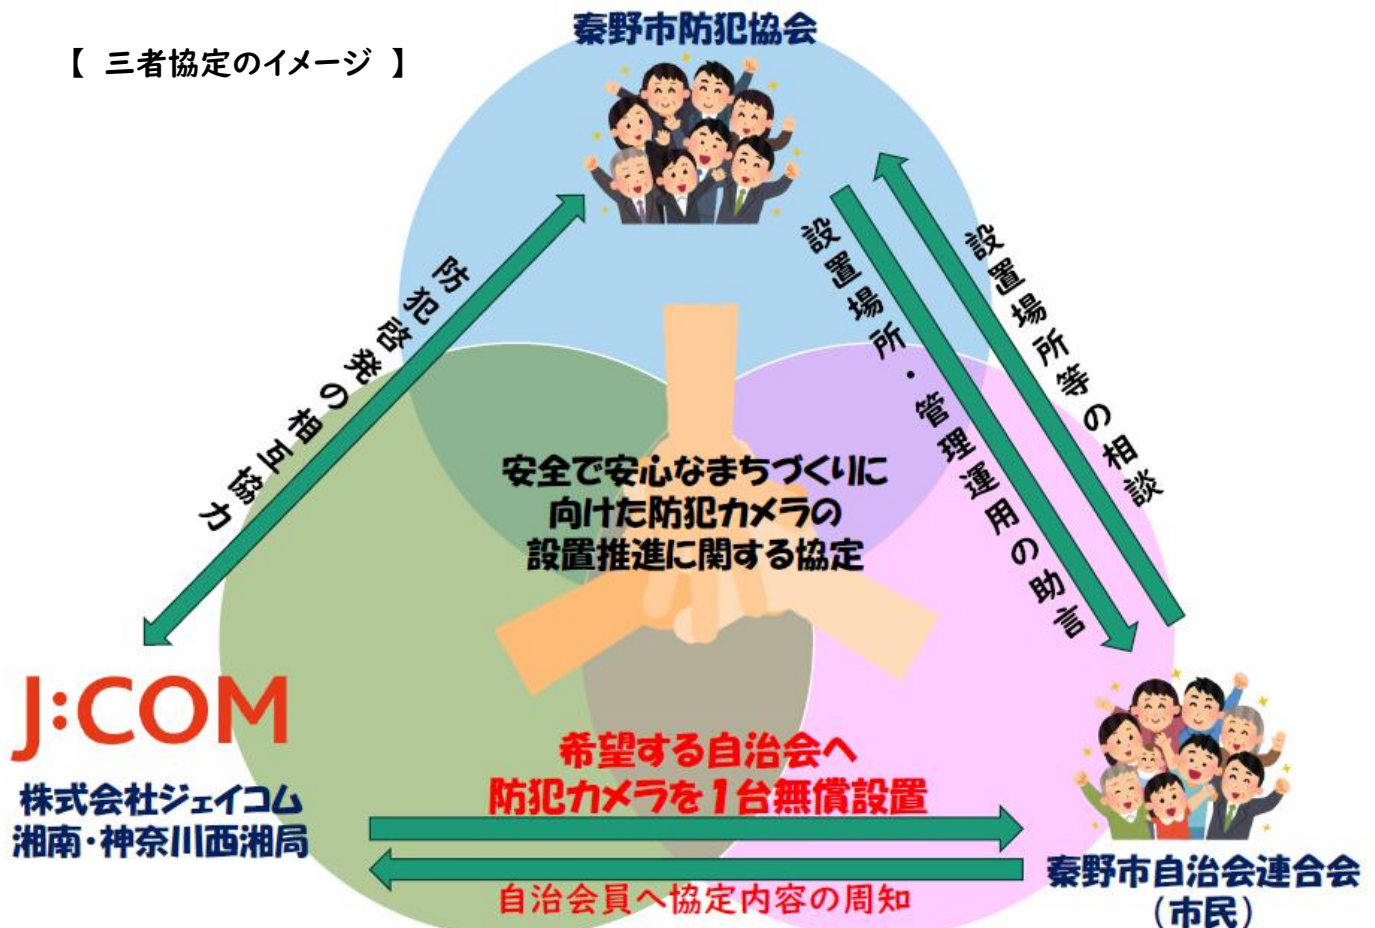 【 三者協定のイメージ 】
秦野市防犯協会
防犯啓発の相互協力
設置場所・管理運用の助言
設置場所等の相談
安全で安心なまちづくりに
向けた防犯カメラの
設置推進に関する協定
J:COM
株式会社ジェイコム
湘南・神奈川西湘局
希望する自治会へ
防犯カメラを1台無償設置
自治会員へ協定内容の周知
秦野市自治会連合会
（市民）